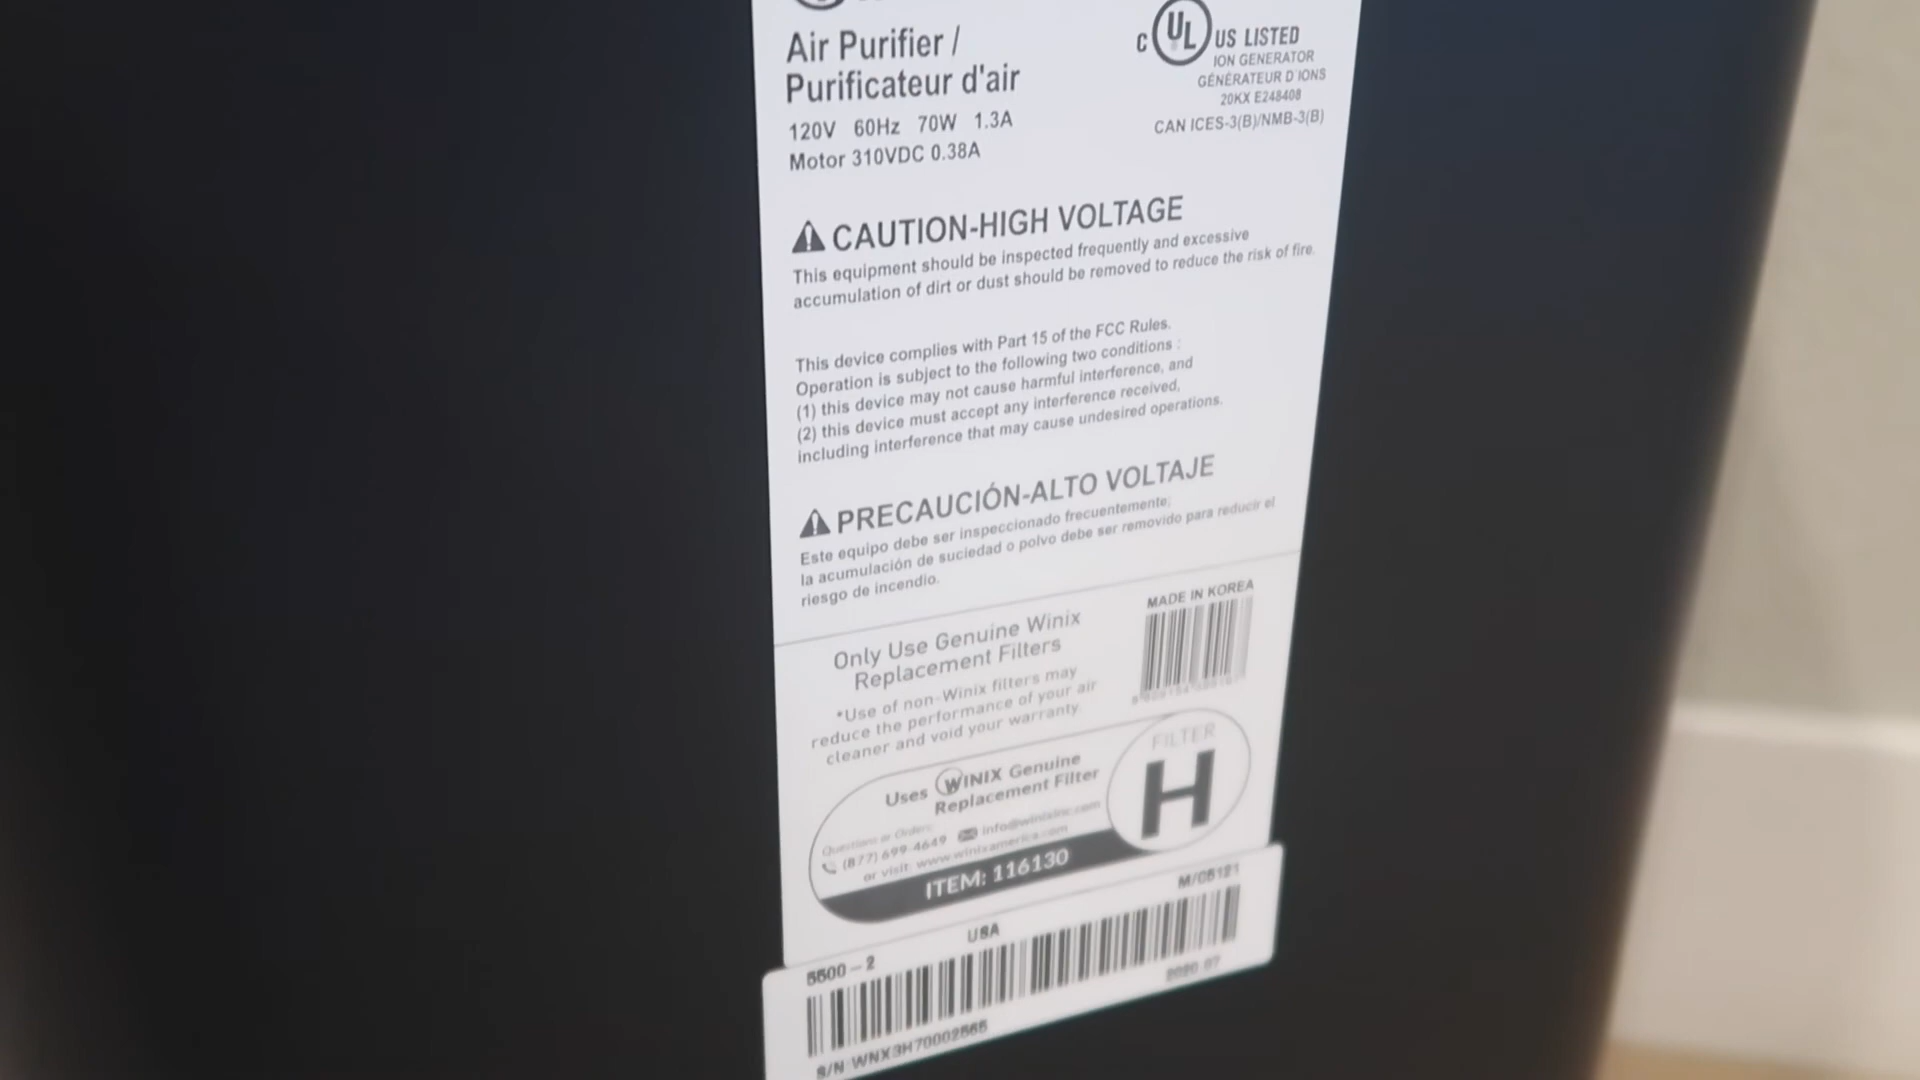 Air Purifier /
Purificateur d'air
120V 60Hz 70W 1.3A
Motor 310VDC 0.38A
C UL US LISTED
ION GENERATOR
GÉNÉRATEUR D'IONS
20KX E248408
CAN ICES-3(B)/NMB-3(B)
CAUTION-HIGH VOLTAGE
This equipment should be inspected frequently and excessive
accumulation of dirt or dust should be removed to reduce the risk of fire.
This device complies with Part 15 of the FCC Rules.
Operation is subject to the following two conditions :
(1) this device may not cause harmful interference, and
(2) this device must accept any interference received,
including interference that may cause undesired operations.
PRECAUCIÓN-ALTO VOLTAJE
Este equipo debe ser inspeccionado frecuentemente;
la acumulación de suciedad o polvo debe ser removido para reducir el
riesgo de incendio.
Only Use Genuine Winix
Replacement Filters
*Use of non-Winix filters may
reduce the performance of your air
cleaner and void your warranty.
MADE IN KOREA
Uses WINIX Genuine
Replacement Filter
Questions or Orders:
(877) 699-4649 info@winixinc.com
or visit: www.winixamerica.com
ITEM: 116130
FILTER
H
5500-2
USA
2020.07
S/N:WNX3H70002565